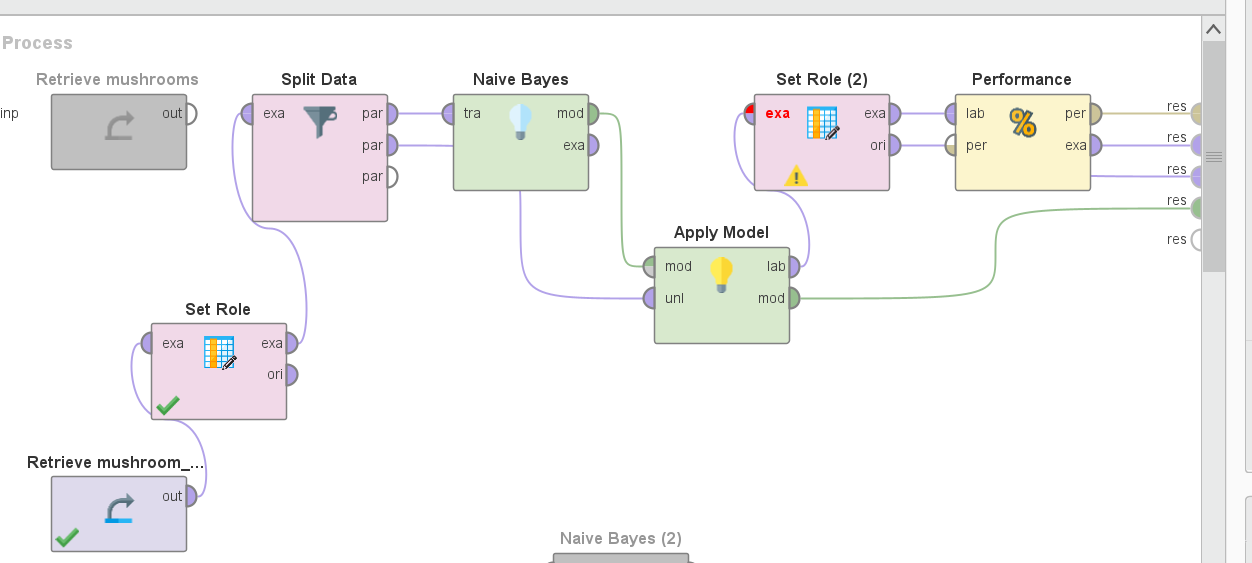 Process
inp
Retrieve mushrooms
out
Split Data
exa par
par
par
Naive Bayes
tra mod
exa
Set Role (2)
exa exa
ori
Performance
lab per
per exa
res
res
res
res
res
Apply Model
mod lab
unl mod
Set Role
exa exa
ori
Retrieve mushroom_...
out
Naive Bayes (2)